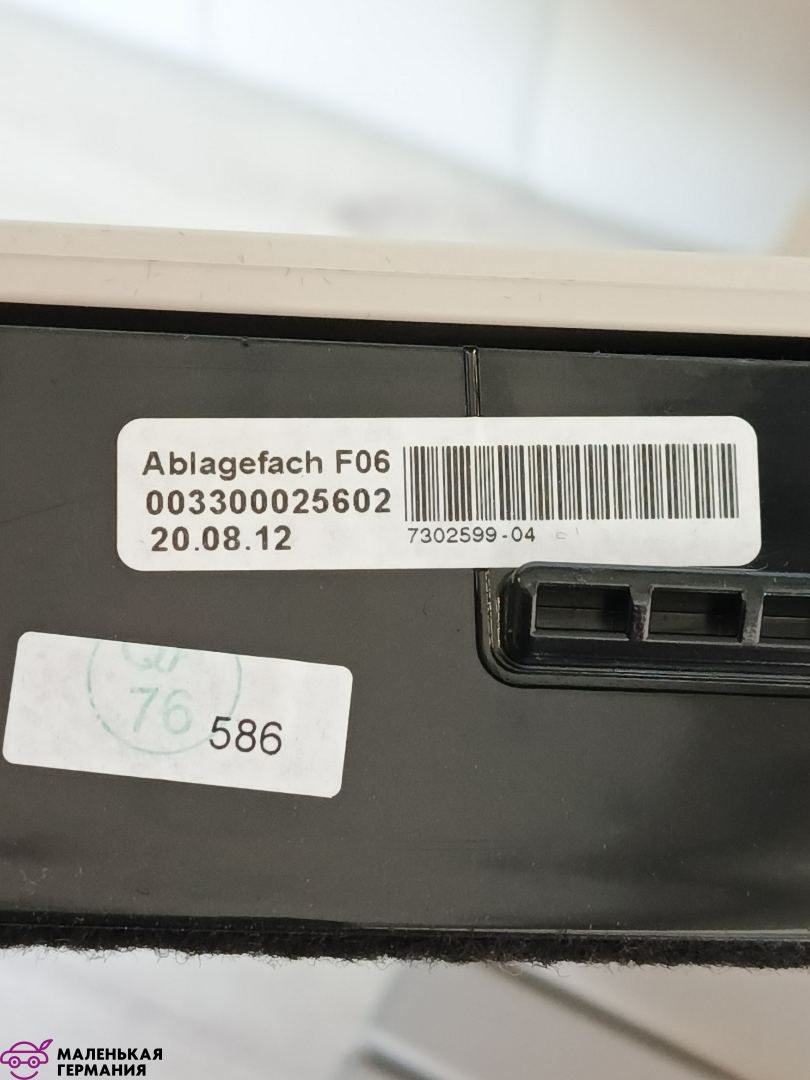 Ablagefach F06
003300025602
20.08.12
7302599-04
76
586
МАЛЕНЬКАЯ
ГЕРМАНИЯ